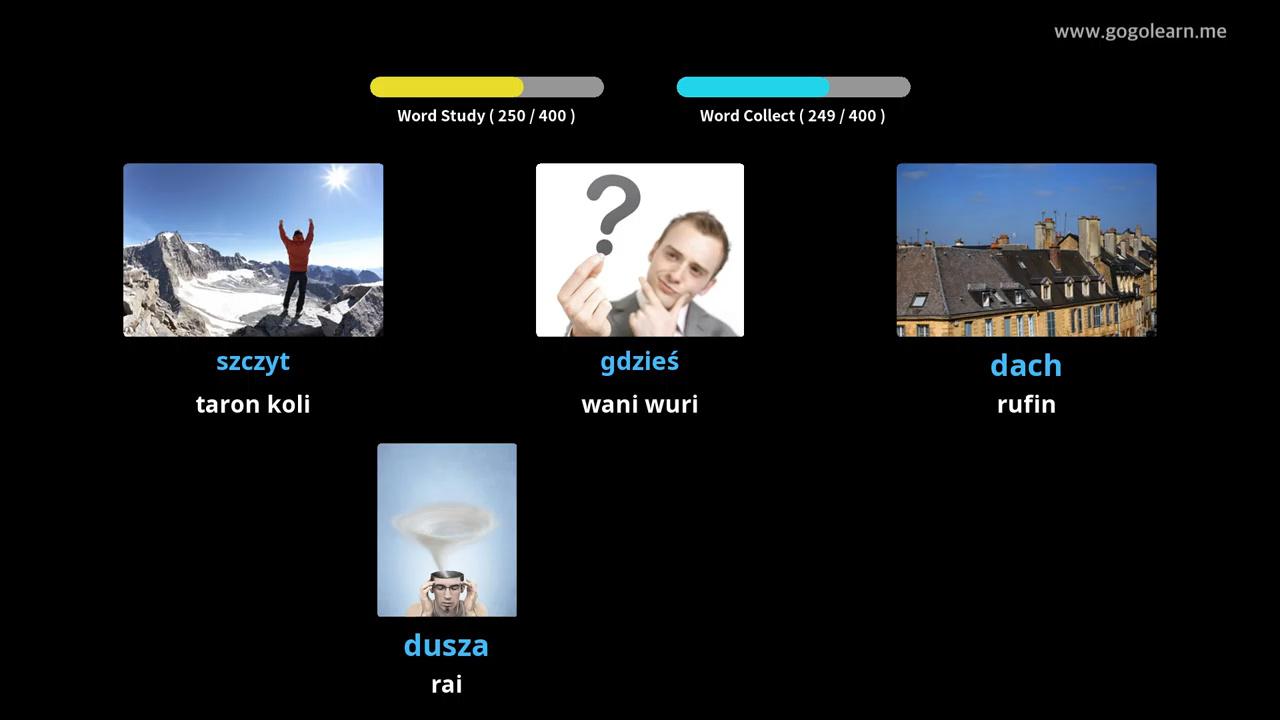 www.gogolearn.me
Word Study ( 250 / 400 )
Word Collect ( 249 / 400 )
szczyt
taron koli
gdzieś
wani wuri
dach
rufin
dusza
rai